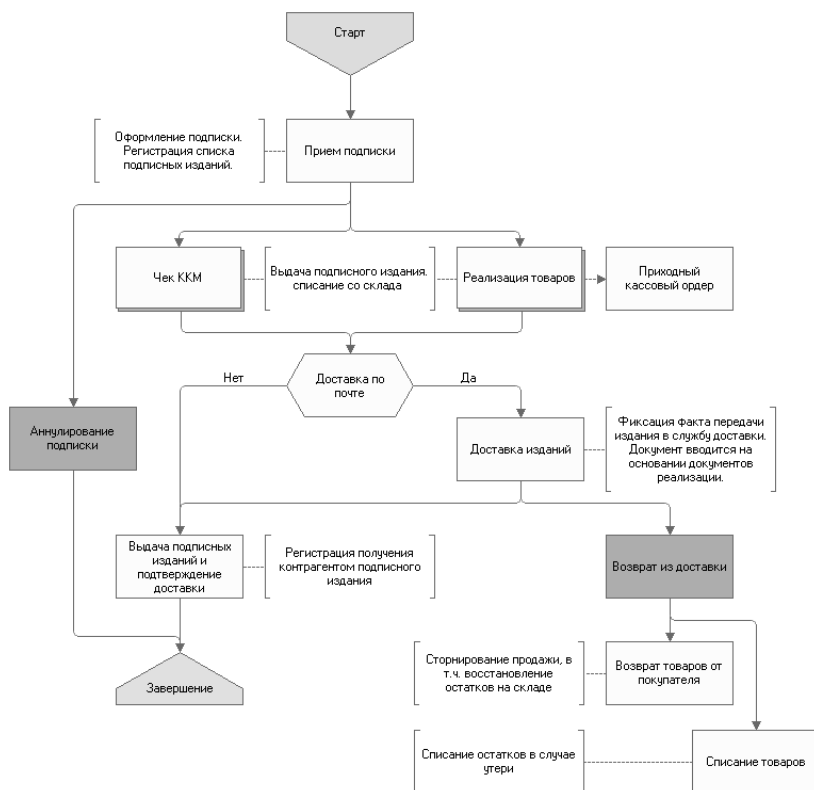 Старт
Оформление подписки.
Регистрация списка
подписных изданий.
Прием подписки
Чек ККМ
Выдача подписного издания.
списание со склада
Реализация товаров
Приходный
кассовый ордер
Нет
Доставка по
почте
Да
Аннулирование
подписки
Доставка изданий
Фиксация факта передачи
издания в службу доставки.
Документ вводится на
основании документов
реализации.
Выдача подписных
изданий и
подтверждение
доставки
Регистрация получения
контрагентом подписного
издания
Возврат из доставки
Завершение
Сторнирование продажи, в
т.ч. восстановление
остатков на складе
Возврат товаров от
покупателя
Списание остатков в случае
утери
Списание товаров